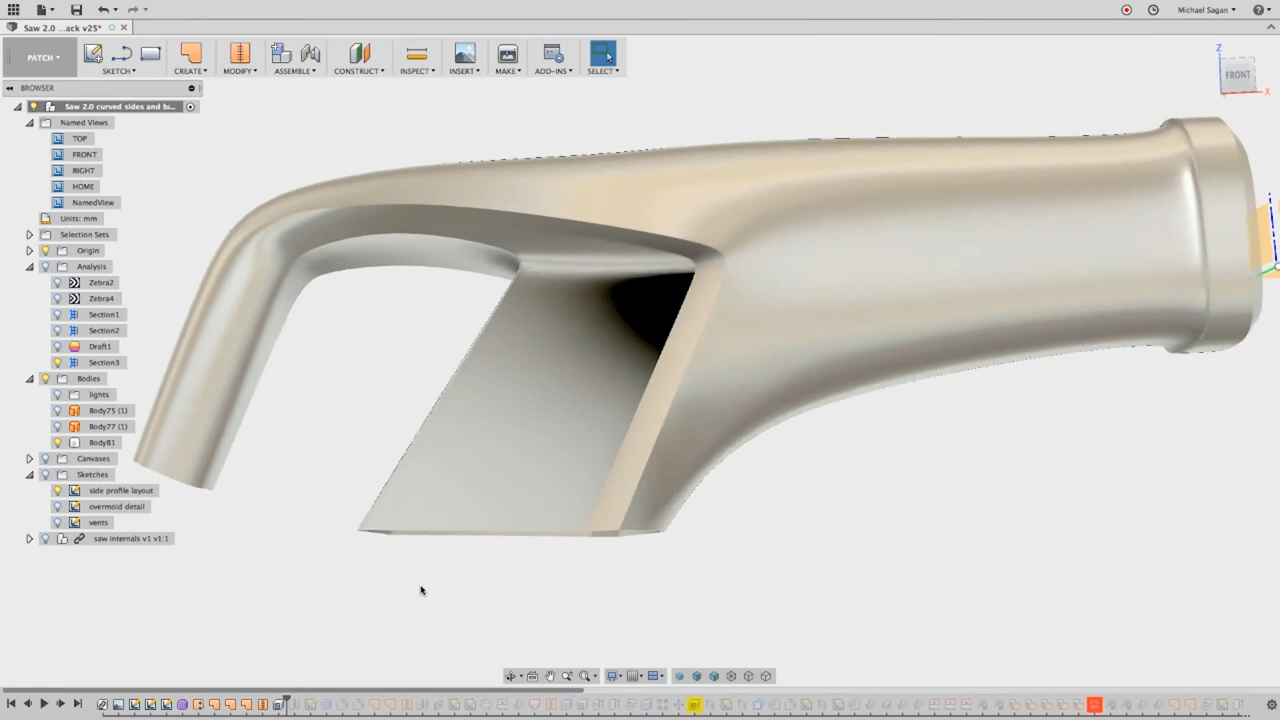 Michael Sagan
Saw 2.0 ...ack v25*
PATCH
SKETCH
CREATE
MODIFY
ASSEMBLE
CONSTRUCT
INSPECT
INSERT
MAKE
ADD-INS
SELECT
BROWSER
Saw 2.0 curved sides and ba...
Named Views
TOP
FRONT
RIGHT
HOME
NamedView
Units: mm
Selection Sets
Origin
Analysis
Zebra2
Zebra4
Section1
Section2
Draft1
Section3
Bodies
lights
Body75 (1)
Body77 (1)
Body81
Canvases
Sketches
side profile layout
overmold detail
vents
saw internals v1 v1:1
Z
FRONT
X